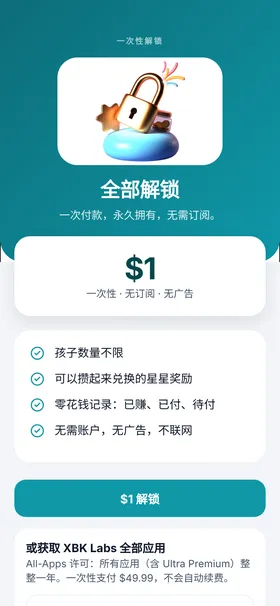 一次性解锁
全部解锁
一次付款，永久拥有，无需订阅。
$1
一次性 · 无订阅 · 无广告
孩子数量不限
可以攒起来兑换的星星奖励
零花钱记录：已赚、已付、待付
无需账户，无广告，不联网
$1 解锁
或获取 XBK Labs 全部应用
All-Apps 许可：所有应用（含 Ultra Premium）整
整一年。一次性支付 $49.99，不会自动续费。